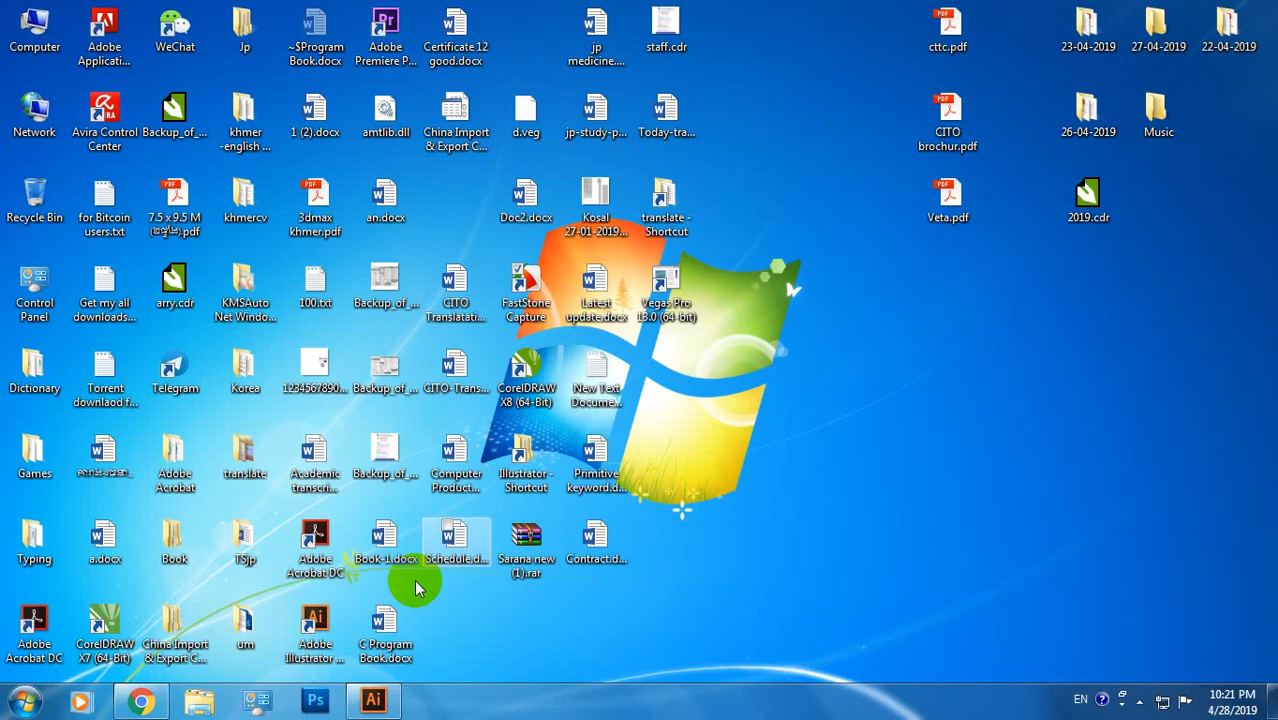 Computer
Adobe
Applicati...
WeChat
Jp
~$Program
Book.docx
Adobe
Premiere P...
Certificate 12
good.docx
jp
medicine....
staff.cdr
cttc.pdf
23-04-2019
27-04-2019
22-04-2019
Network
Avira Control
Center
Backup_of_...
khmer
-english ...
1 (2).docx
amtlib.dll
China Import
& Export C...
d.veg
jp-study-p...
Today-tra...
CITO
brochur.pdf
26-04-2019
Music
Recycle Bin
for Bitcoin
users.txt
7.5 x 9.5 M
khmercv
3dmax
khmer.pdf
an.docx
Doc2.docx
Kosal
27-01-2019...
translate -
Shortcut
Veta.pdf
2019.cdr
Control
Panel
Get my all
downloads...
arry.cdr
KMSAuto
Net Windo...
100.txt
Backup_of_...
CITO
Translatati...
FastStone
Capture
Latest
update.docx
Vegas Pro
13.0 (64-bit)
Dictionary
Torrent
downlaod f...
Telegram
Korea
1234567890...
Backup_of_...
CITO-Trans...
CorelDRAW
X8 (64-Bit)
New Text
Docume...
Games
Adobe
Acrobat
translate
Academic
transcri...
Backup_of_...
Computer
Product...
Illustrator -
Shortcut
Primitive
keyword.d...
Typing
a.docx
Book
TSjp
Adobe
Acrobat DC
Book-1.docx
Schedule.d...
Sarana new
(1).rar
Contract.d...
Adobe
Acrobat DC
CorelDRAW
X7 (64-Bit)
China Import
& Export C...
um
Adobe
Illustrator ...
C Program
Book.docx
Ps
Ai
EN
10:21 PM
4/28/2019